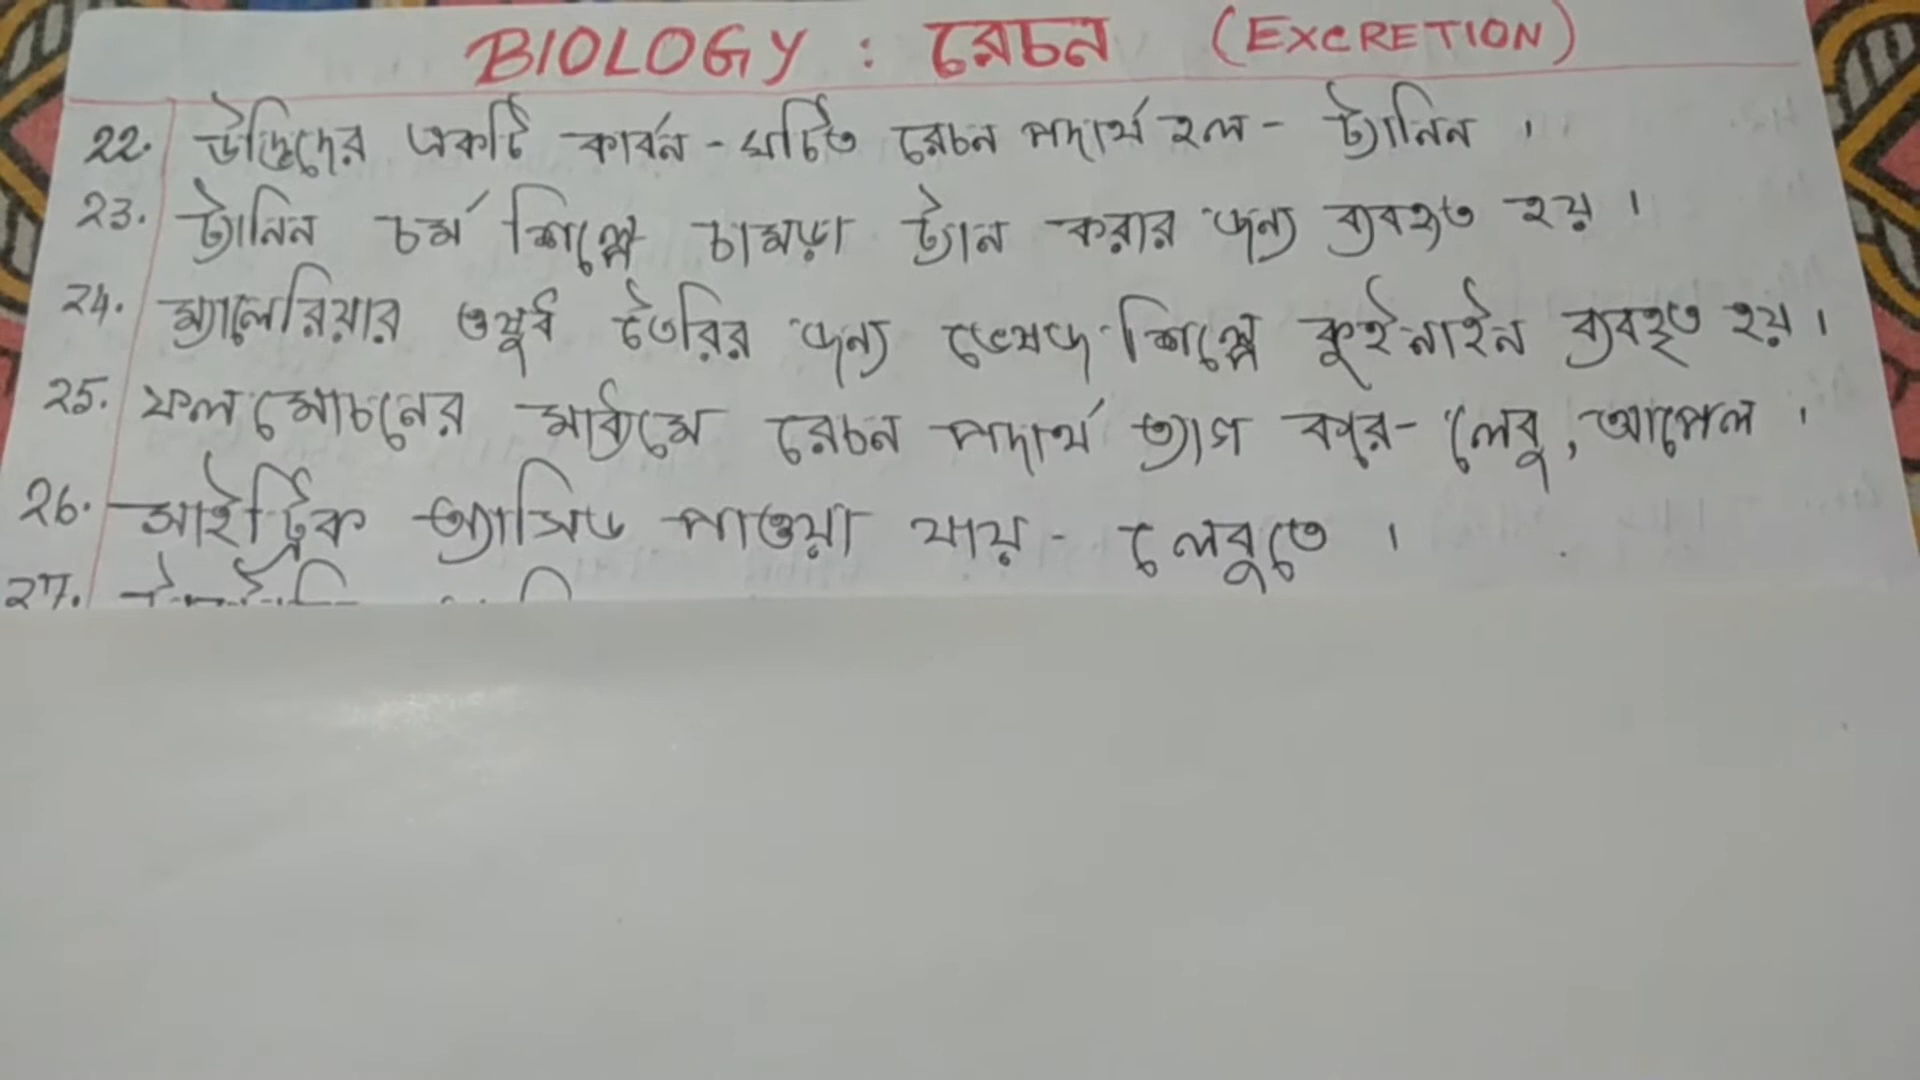 BIOLOGY : রেচন (EXCRETION)
22. উদ্ভিদের একটি কার্বন - ঘটিত রেচন পদার্থ হল - ট্যানিন ।
23. ট্যানিন চর্ম শিল্পে চামড়া ট্যান করার জন্য ব্যবহৃত হয় ।
24. ম্যালেরিয়ার ওষুধ তৈরির জন্য ভেষজ শিল্পে কুইনাইন ব্যবহৃত হয় ।
25. ফল মোচনের মাধ্যমে রেচন পদার্থ ত্যাগ করে - লেবু , আপেল ।
26. সাইট্রিক অ্যাসিড পাওয়া যায় - লেবুতে ।
27.